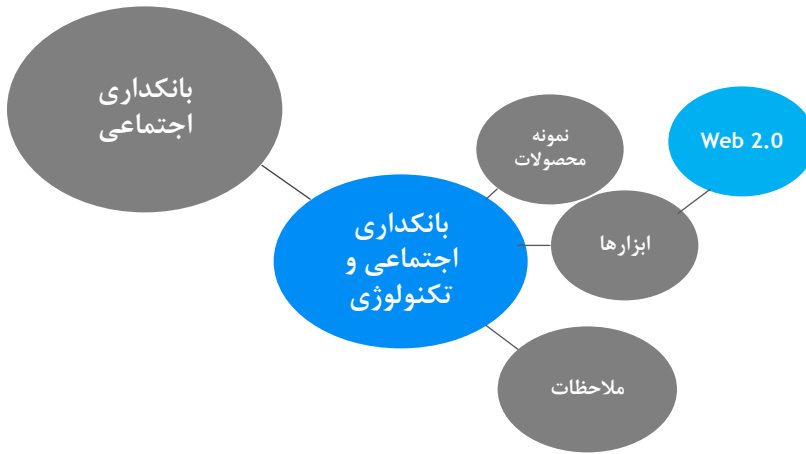 بانکداری
اجتماعی
نمونه
محصولات
Web 2.0
بانکداری
اجتماعی و
تکنولوژی
ابزارها
ملاحظات